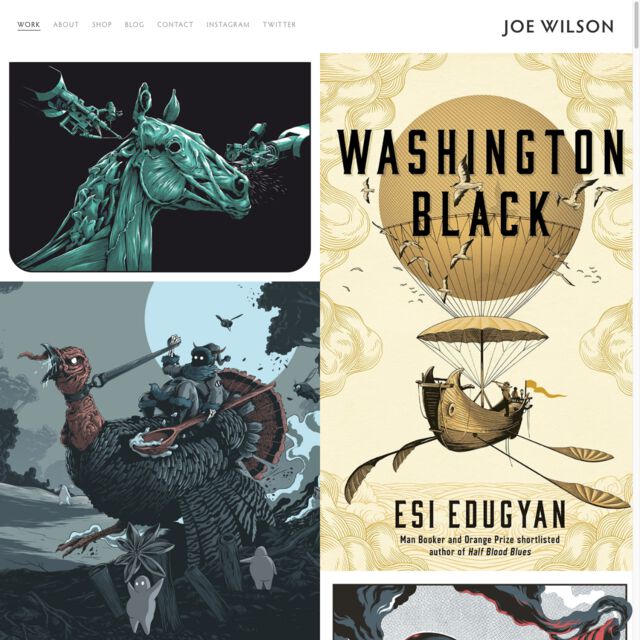 WORK ABOUT SHOP BLOG CONTACT INSTAGRAM TWITTER
JOE WILSON
WASHINGTON
BLACK
ESI EDUGYAN
Man Booker and Orange Prize shortlisted
author of Half Blood Blues